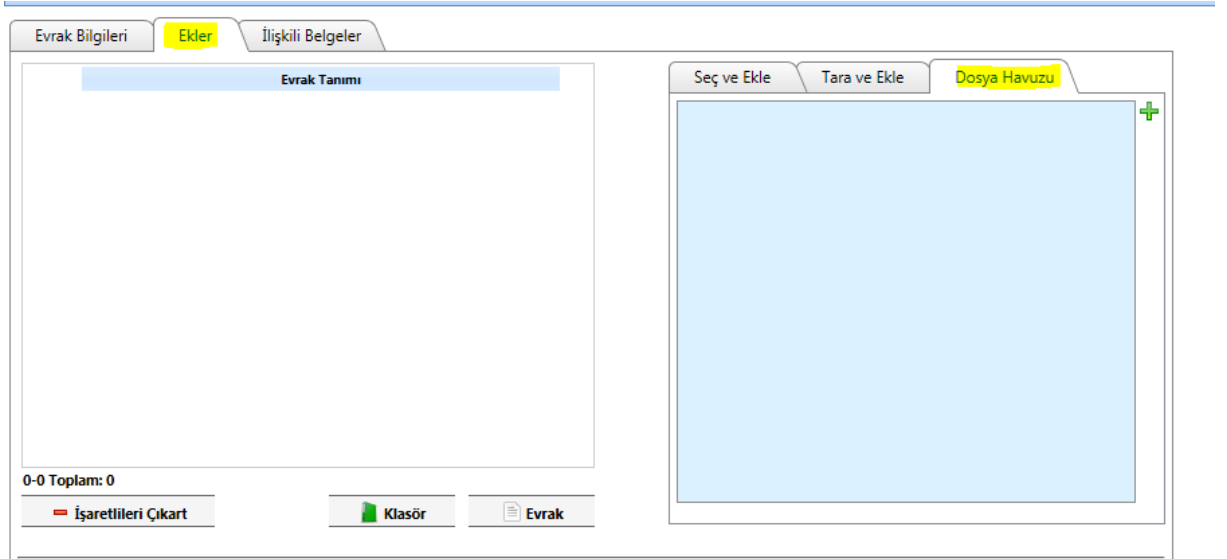 Evrak Bilgileri Ekler İlişkili Belgeler
Evrak Tanımı
Seç ve Ekle Tara ve Ekle Dosya Havuzu
0-0 Toplam: 0
İşaretlileri Çıkart Klasör Evrak